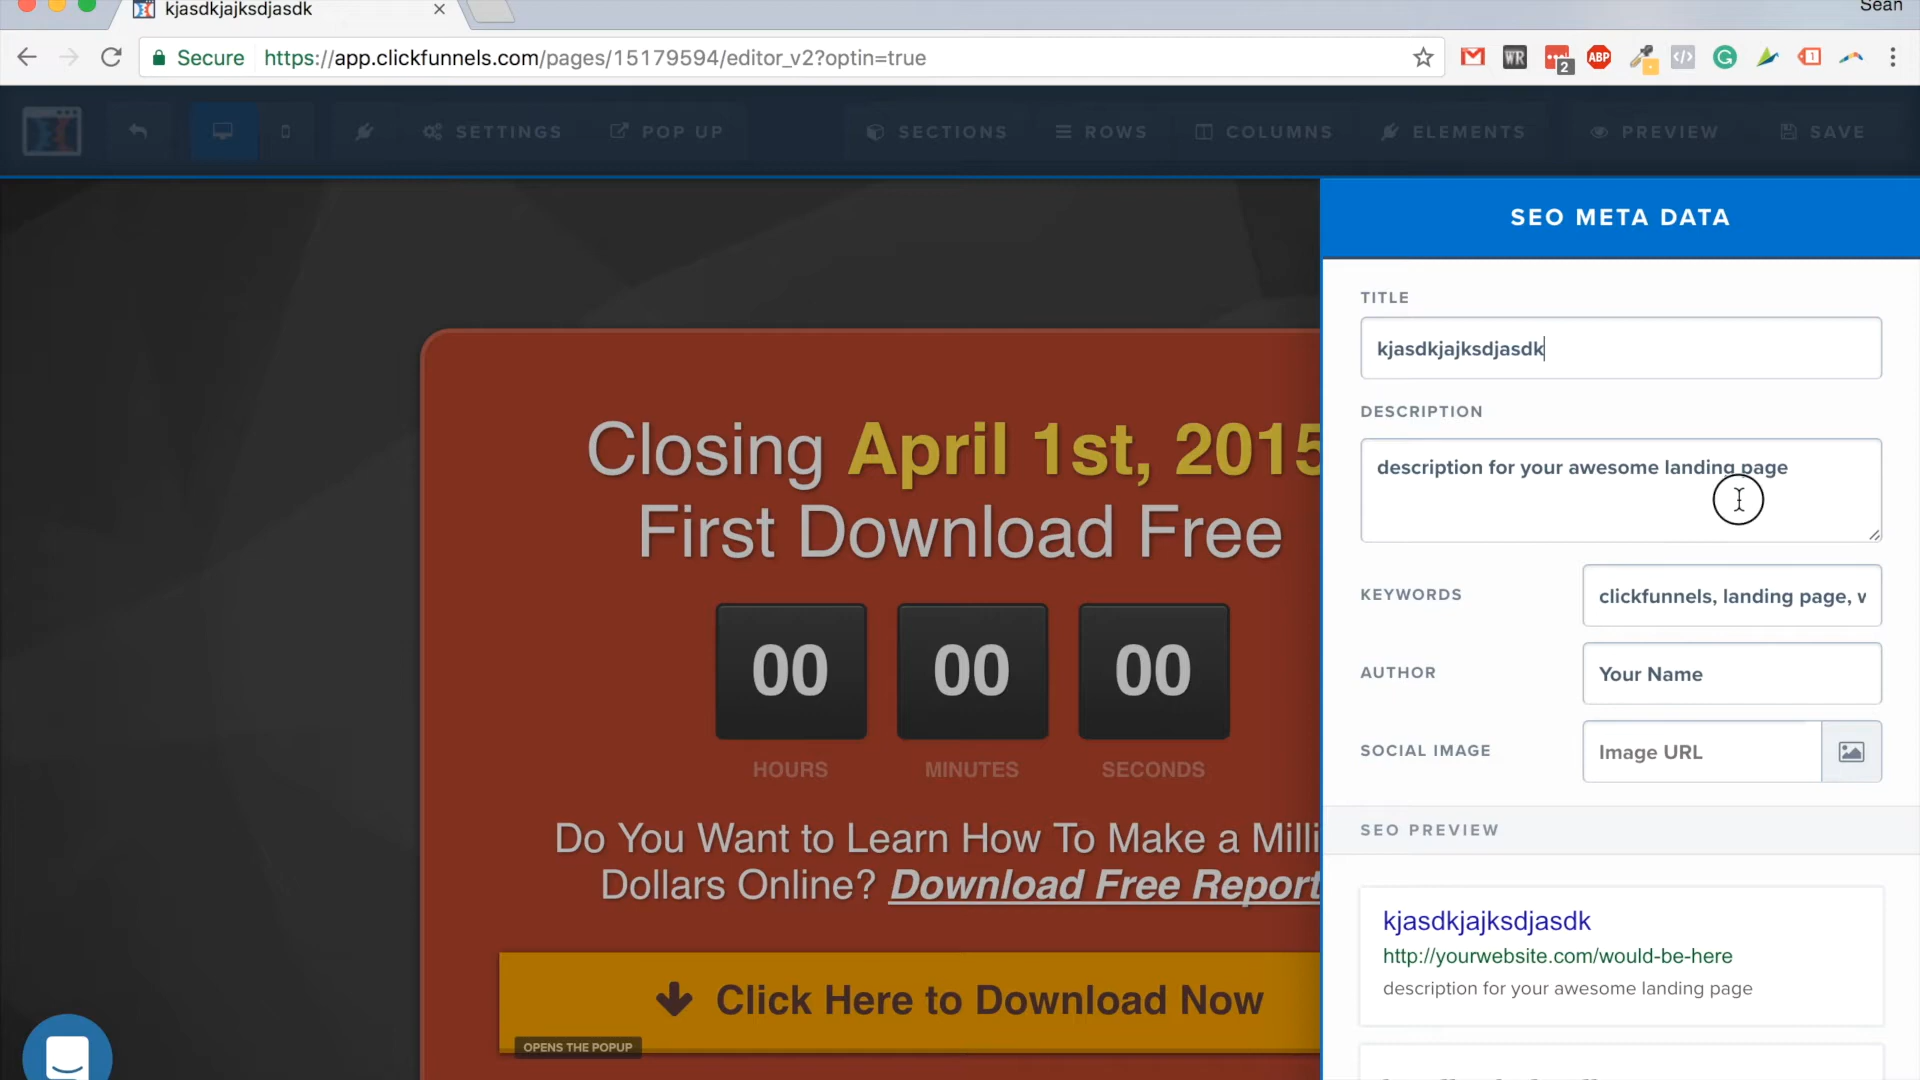 kjasdkjajksdjasdk
Sean
Secure https://app.clickfunnels.com/pages/15179594/editor_v2?optin=true
WR 2 ABP 1
SETTINGS POP UP SECTIONS ROWS COLUMNS ELEMENTS PREVIEW SAVE
SEO META DATA
TITLE
kjasdkjajksdjasdk
DESCRIPTION
description for your awesome landing page
KEYWORDS clickfunnels, landing page,
AUTHOR Your Name
SOCIAL IMAGE Image URL
SEO PREVIEW
kjasdkjajksdjasdk
http://yourwebsite.com/would-be-here
description for your awesome landing page
Closing April 1st, 2015
First Download Free
00 00 00
HOURS MINUTES SECONDS
Do You Want to Learn How To Make a Milli
Dollars Online? Download Free Report
Click Here to Download Now
OPENS THE POPUP